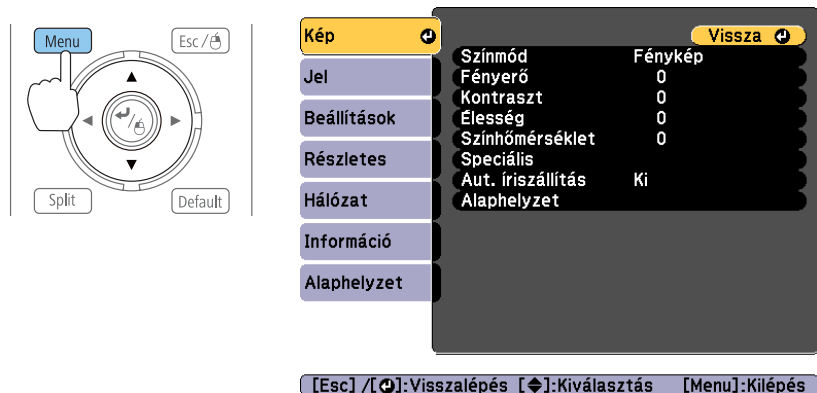 Menu
Esc /
Split
Default
Kép
Jel
Beállítások
Részletes
Hálózat
Információ
Alaphelyzet
Vissza
Színmód Fénykép
Fényerő 0
Kontraszt 0
Élesség 0
Színhőmérséklet 0
Speciális
Aut. íriszállítás Ki
Alaphelyzet
[Esc] /[ ]:Visszalépés [ ]:Kiválasztás [Menu]:Kilépés